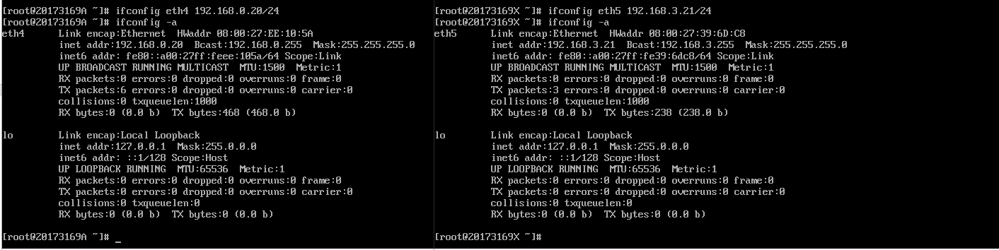 [root@20173169A ~]# ifconfig eth4 192.168.0.20/24
[root@20173169A ~]# ifconfig -a
eth4      Link encap:Ethernet  HWaddr 08:00:27:EE:10:5A
          inet addr:192.168.0.20  Bcast:192.168.0.255  Mask:255.255.255.0
          inet6 addr: fe80::a00:27ff:feee:105a/64 Scope:Link
          UP BROADCAST RUNNING MULTICAST  MTU:1500  Metric:1
          RX packets:0 errors:0 dropped:0 overruns:0 frame:0
          TX packets:6 errors:0 dropped:0 overruns:0 carrier:0
          collisions:0 txqueuelen:1000
          RX bytes:0 (0.0 b)  TX bytes:468 (468.0 b)
lo        Link encap:Local Loopback
          inet addr:127.0.0.1  Mask:255.0.0.0
          inet6 addr: ::1/128 Scope:Host
          UP LOOPBACK RUNNING  MTU:65536  Metric:1
          RX packets:0 errors:0 dropped:0 overruns:0 frame:0
          TX packets:0 errors:0 dropped:0 overruns:0 carrier:0
          collisions:0 txqueuelen:0
          RX bytes:0 (0.0 b)  TX bytes:0 (0.0 b)
[root@20173169A ~]# _
[root@20173169X ~]# ifconfig eth5 192.168.3.21/24
[root@20173169X ~]# ifconfig -a
eth5      Link encap:Ethernet  HWaddr 08:00:27:39:6D:C8
          inet addr:192.168.3.21  Bcast:192.168.3.255  Mask:255.255.255.0
          inet6 addr: fe80::a00:27ff:fe39:6dc8/64 Scope:Link
          UP BROADCAST RUNNING MULTICAST  MTU:1500  Metric:1
          RX packets:0 errors:0 dropped:0 overruns:0 frame:0
          TX packets:3 errors:0 dropped:0 overruns:0 carrier:0
          collisions:0 txqueuelen:1000
          RX bytes:0 (0.0 b)  TX bytes:238 (238.0 b)
lo        Link encap:Local Loopback
          inet addr:127.0.0.1  Mask:255.0.0.0
          inet6 addr: ::1/128 Scope:Host
          UP LOOPBACK RUNNING  MTU:65536  Metric:1
          RX packets:0 errors:0 dropped:0 overruns:0 frame:0
          TX packets:0 errors:0 dropped:0 overruns:0 carrier:0
          collisions:0 txqueuelen:0
          RX bytes:0 (0.0 b)  TX bytes:0 (0.0 b)
[root@20173169X ~]#